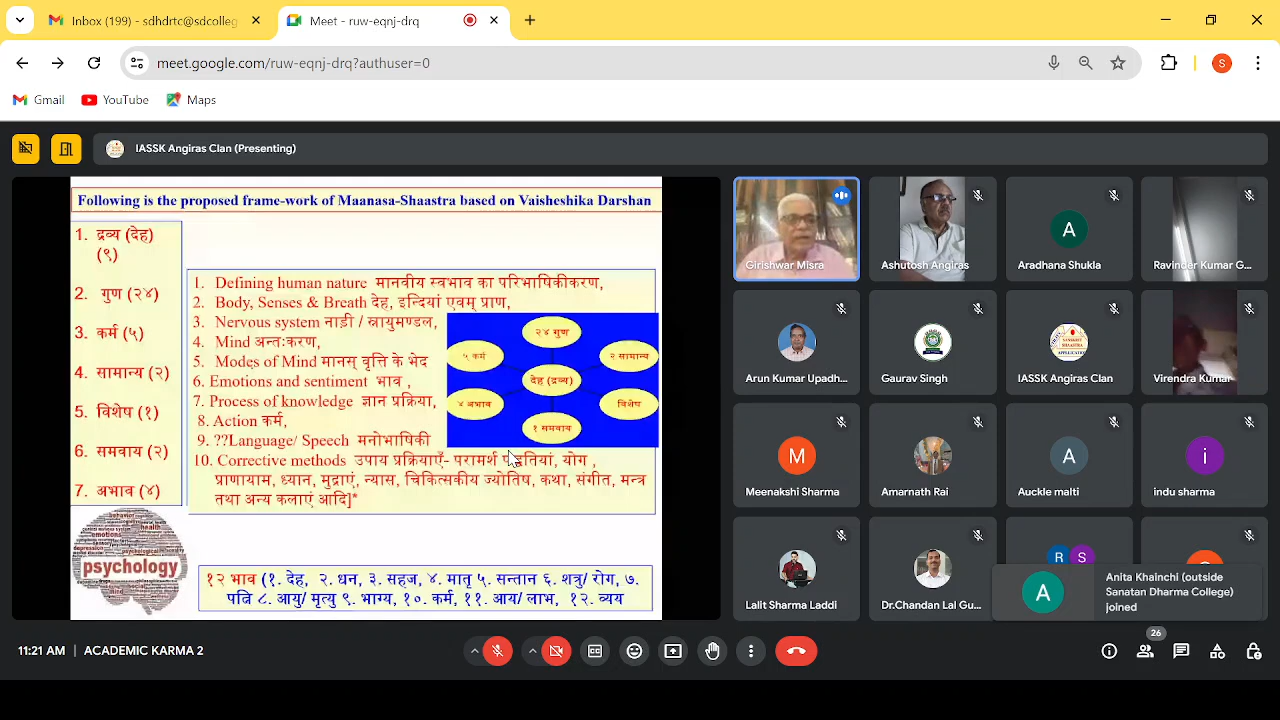 Inbox (199) - sdhdrtc@sdcolleg
Meet - ruw-eqnj-drq
meet.google.com/ruw-eqnj-drq?authuser=0
S
Gmail
YouTube
Maps
IASSK Angiras Clan (Presenting)
Following is the proposed frame-work of Maanasa-Shaastra based on Vaisheshika Darshan
1. द्रव्य (देह)
(९)
2. गुण (२४)
3. कर्म (५)
4. सामान्य (२)
5. विशेष (१)
6. समवाय (२)
7. अभाव (४)
1. Defining human nature मानवीय स्वभाव का परिभाषिकीकरण,
2. Body, Senses & Breath देह, इन्दियां एवम् प्राण,
3. Nervous system नाड़ी / स्नायुमण्डल,
4. Mind अन्तःकरण,
5. Modes of Mind मानस् वृत्ति के भेद
6. Emotions and sentiment भाव ,
7. Process of knowledge ज्ञान प्रक्रिया,
8. Action कर्म,
9. ??Language/ Speech मनोभाषिकी
10. Corrective methods उपाय प्रक्रियाएँ- परामर्श पद्धतियां, योग ,
प्राणायाम, ध्यान, मुद्राएं, न्यास, चिकित्सकीय ज्योतिष, कथा, संगीत, मन्त्र
तथा अन्य कलाएं आदि]*
२४ गुण
५ कर्म
२ सामान्य
देह (द्रव्य)
४ अभाव
विशेष
१ समवाय
psychology
१२ भाव (१. देह, २. धन, ३. सहज, ४. मातृ ५. सन्तान ६. शत्रु/ रोग, ७.
पत्नि ८. आयु/ मृत्यु ९. भाग्य, १०. कर्म, ११. आय/ लाभ, १२. व्यय
Girishwar Misra
Ashutosh Angiras
A
Aradhana Shukla
Ravinder Kumar G...
Arun Kumar Upadh...
Gaurav Singh
IASSK Angiras Clan
Virendra Kumar
M
Meenakshi Sharma
Amarnath Rai
A
Auckle malti
i
indu sharma
Lalit Sharma Laddi
Dr.Chandan Lal Gu...
R
S
A
Anita Khainchi (outside
Sanatan Dharma College)
joined
26
11:21 AM
ACADEMIC KARMA 2